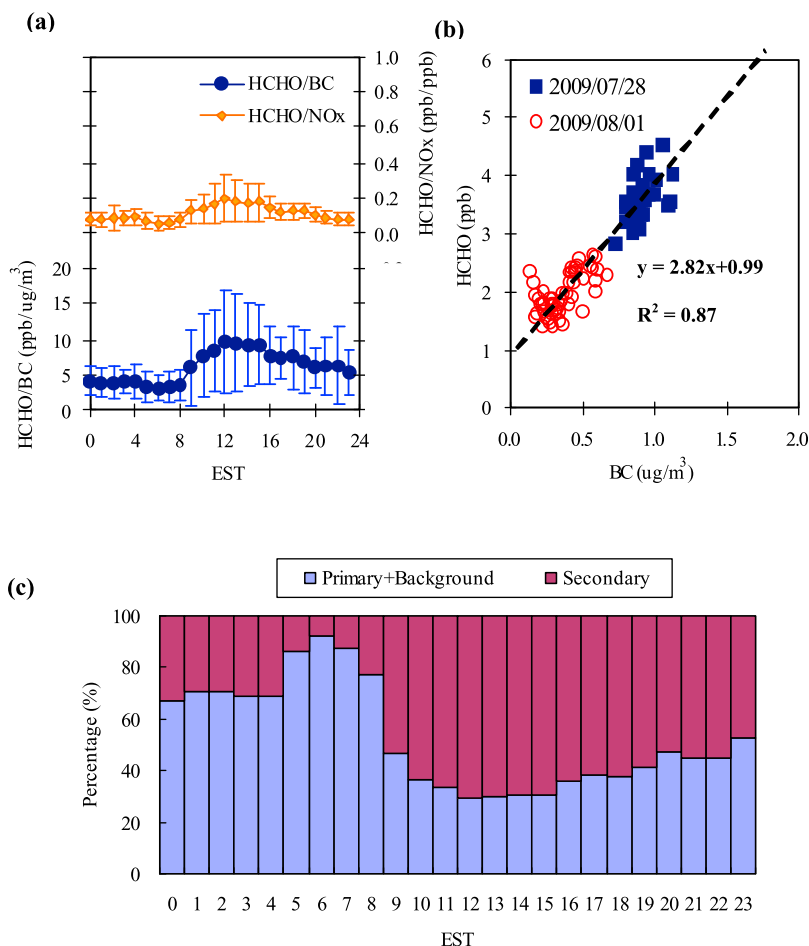 (a)
HCHO/BC
HCHO/NOx
1.0
0.8
0.6
0.4
0.2
0.0
HCHO/NOx (ppb/ppb)
20
15
10
5
0
HCHO/BC (ppb/ug/m³)
0 4 8 12 16 20 24
EST
(b)
2009/07/28
2009/08/01
6
5
4
3
2
1
0
HCHO (ppb)
y = 2.82x+0.99
R² = 0.87
0.0 0.5 1.0 1.5 2.0
BC (ug/m³)
(c)
Primary+Background Secondary
100
80
60
40
20
0
Percentage (%)
0 1 2 3 4 5 6 7 8 9 10 11 12 13 14 15 16 17 18 19 20 21 22 23
EST